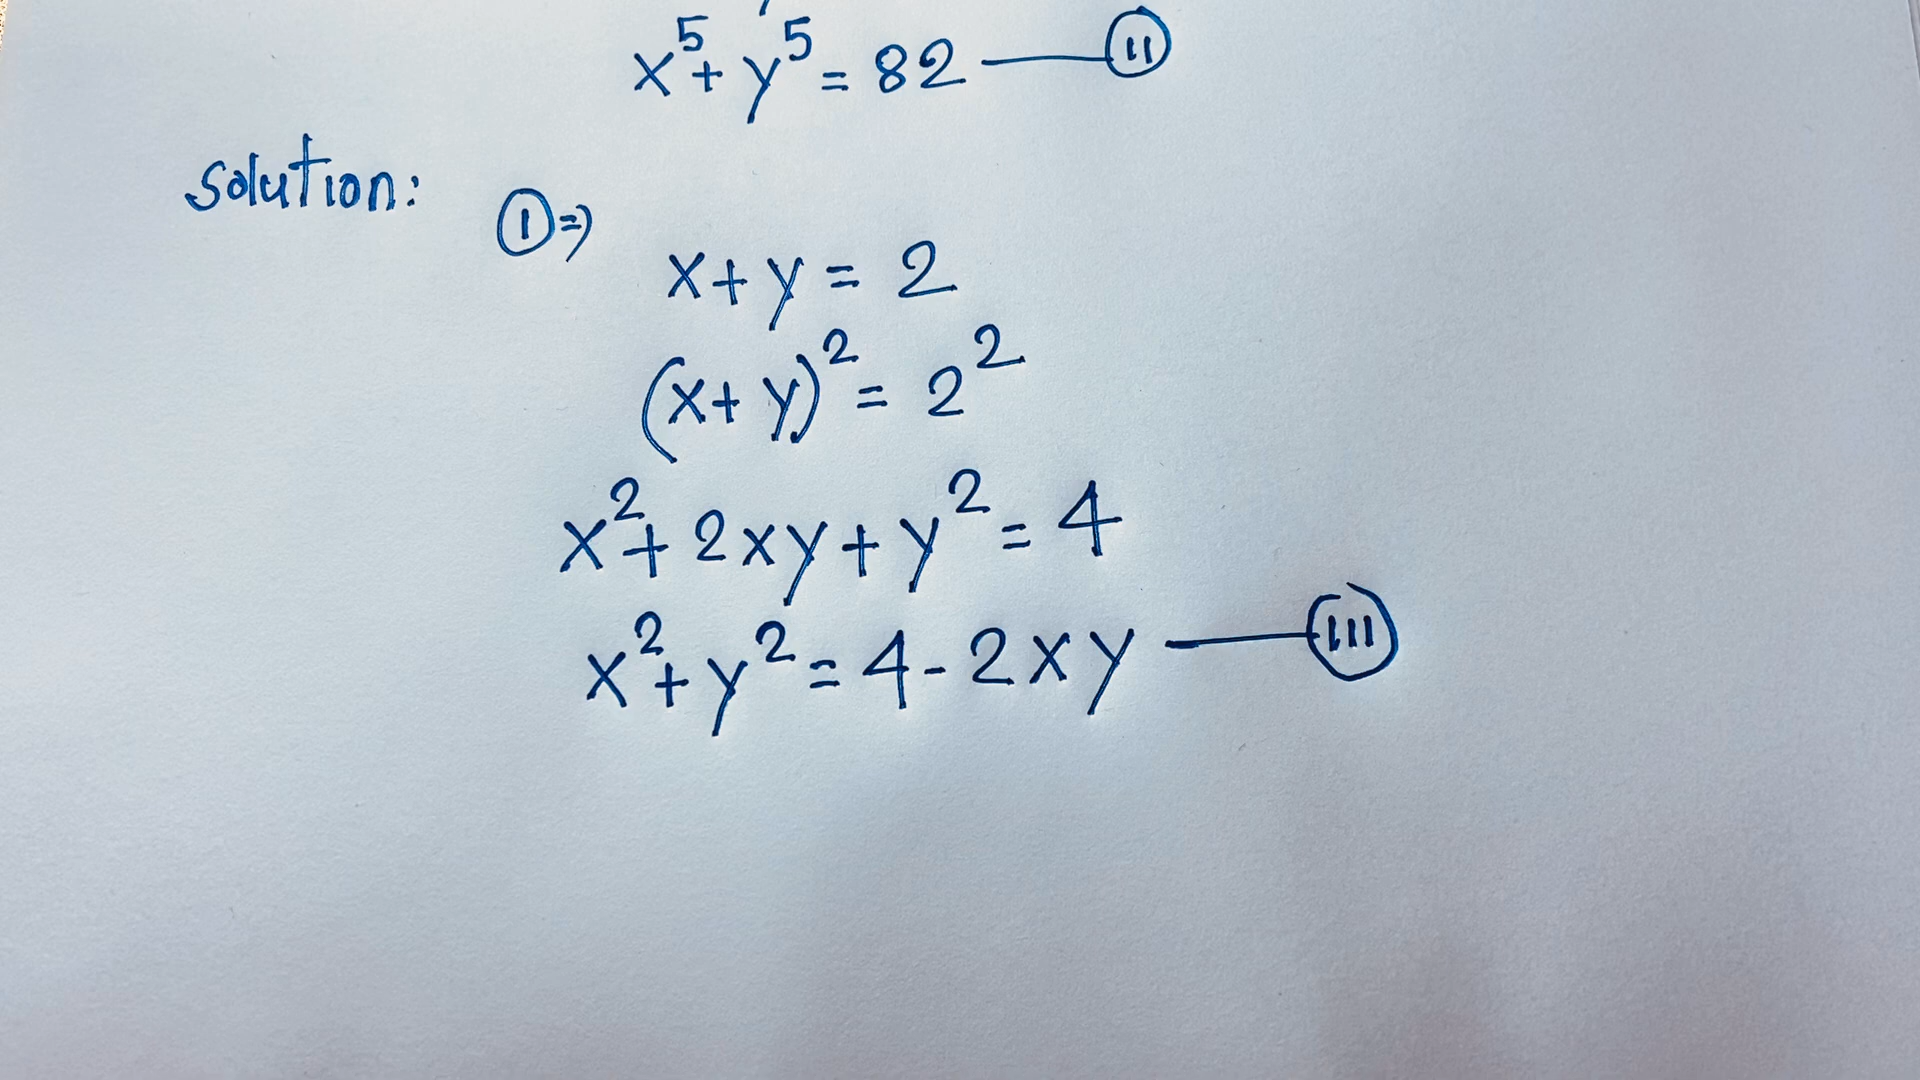 x⁵ + y⁵ = 82 —— (II)
Solution:
(I) ⇒
x + y = 2
(x + y)² = 2²
x² + 2xy + y² = 4
x² + y² = 4 - 2xy —— (III)